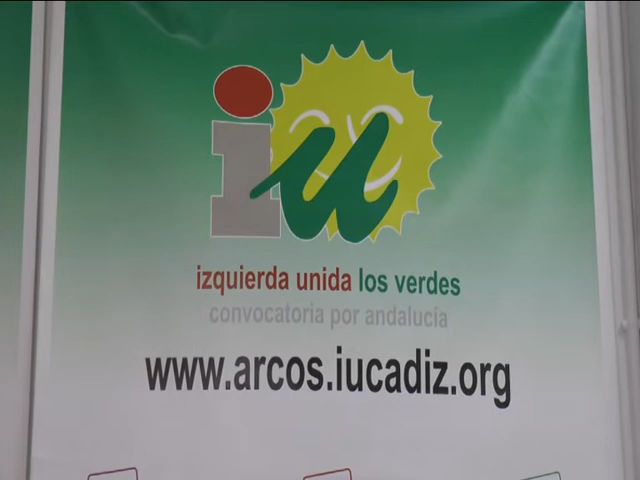 iu
izquierda unida los verdes
convocatoria por andalucía
www.arcos.iucadiz.org